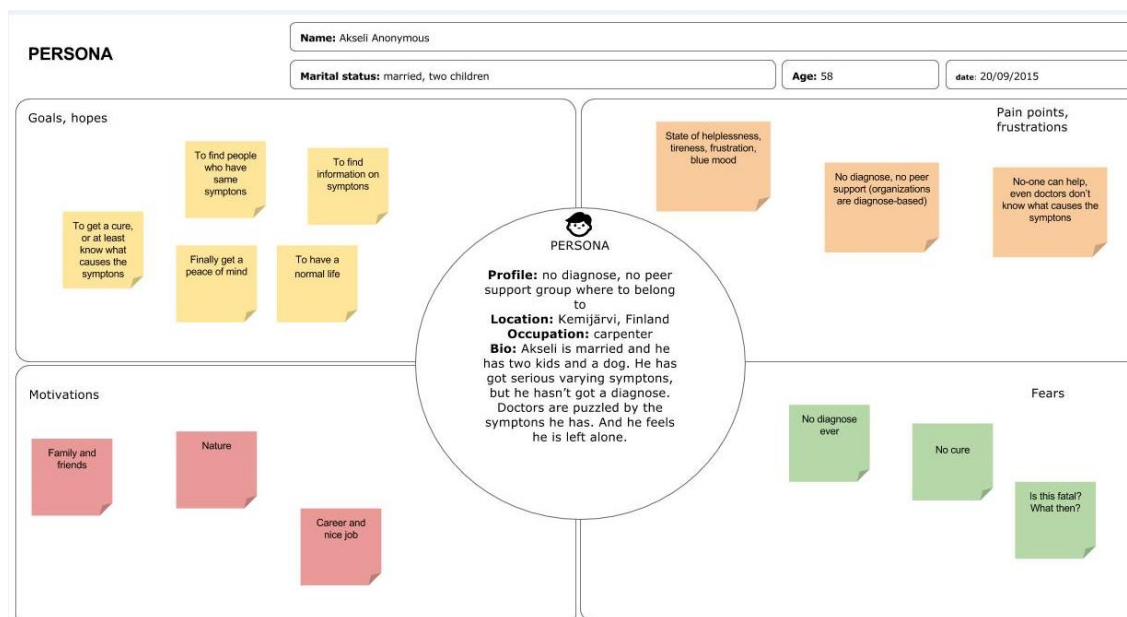 PERSONA
Name: Akseli Anonymous
Marital status: married, two children
Age: 58
date: 20/09/2015
Goals, hopes
To find people
who have
same
symptons
To find
information on
symptons
To get a cure,
or at least
know what
causes the
symptons
Finally get a
peace of mind
To have a
normal life
Pain points,
frustrations
State of helplessness,
tireness, frustration,
blue mood
No diagnose, no peer
support (organizations
are diagnose-based)
No-one can help,
even doctors don't
know what causes the
symptons
PERSONA
Profile: no diagnose, no peer
support group where to belong
to
Location: Kemijärvi, Finland
Occupation: carpenter
Bio: Akseli is married and he
has two kids and a dog. He has
got serious varying symptoms,
but he hasn't got a diagnose.
Doctors are puzzled by the
symptoms he has. And he feels
he is left alone.
Motivations
Family and
friends
Nature
Career and
nice job
Fears
No diagnose
ever
No cure
Is this fatal?
What then?